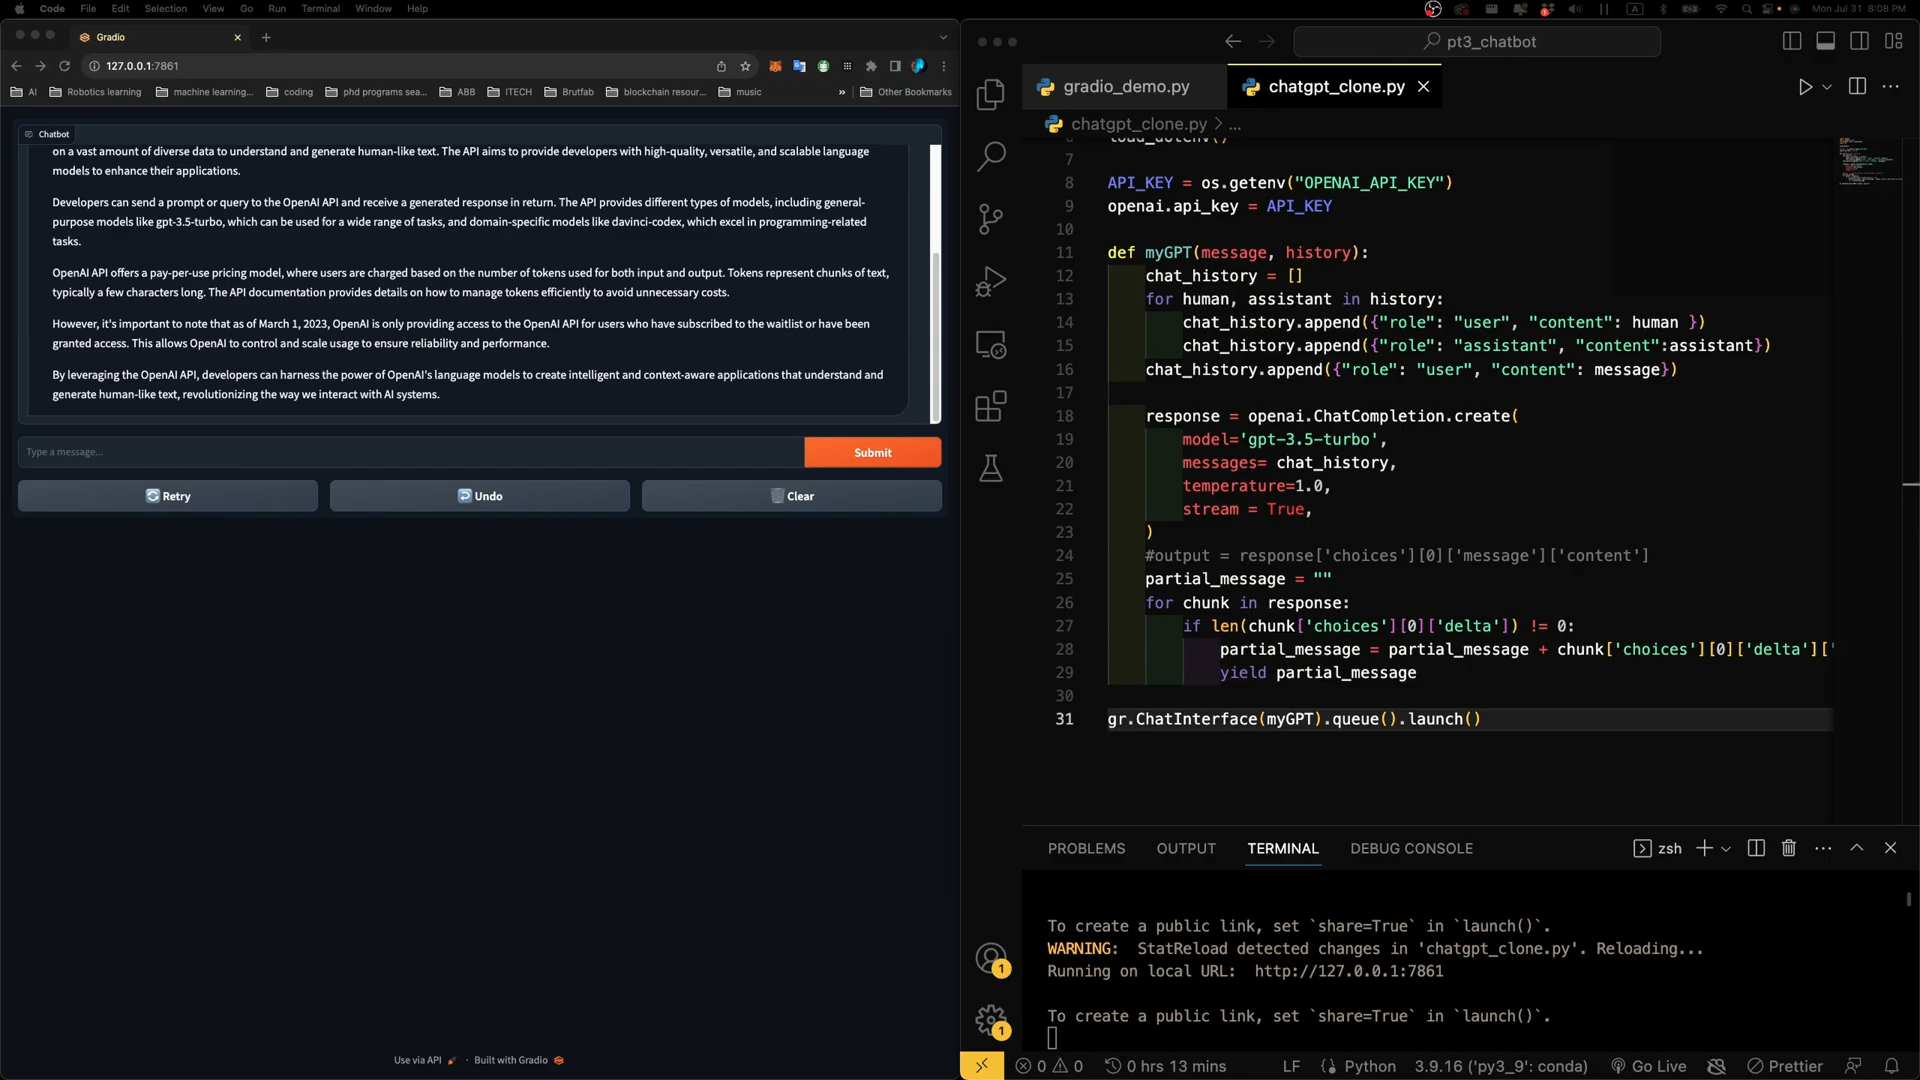 Code File Edit Selection View Go Run Terminal Window Help
A
Mon Jul 31 8:08 PM
Gradio
127.0.0.1:7861
AI Robotics learning machine learning... coding phd programs sea... ABB ITECH Brutfab blockchain resour... music » Other Bookmarks
Chatbot
on a vast amount of diverse data to understand and generate human-like text. The API aims to provide developers with high-quality, versatile, and scalable language
models to enhance their applications.
Developers can send a prompt or query to the OpenAI API and receive a generated response in return. The API provides different types of models, including general-
purpose models like gpt-3.5-turbo, which can be used for a wide range of tasks, and domain-specific models like davinci-codex, which excel in programming-related
tasks.
OpenAI API offers a pay-per-use pricing model, where users are charged based on the number of tokens used for both input and output. Tokens represent chunks of text,
typically a few characters long. The API documentation provides details on how to manage tokens efficiently to avoid unnecessary costs.
However, it's important to note that as of March 1, 2023, OpenAI is only providing access to the OpenAI API for users who have subscribed to the waitlist or have been
granted access. This allows OpenAI to control and scale usage to ensure reliability and performance.
By leveraging the OpenAI API, developers can harness the power of OpenAI's language models to create intelligent and context-aware applications that understand and
generate human-like text, revolutionizing the way we interact with AI systems.
Type a message...
Submit
Retry
Undo
Clear
Use via API · Built with Gradio
pt3_chatbot
gradio_demo.py
chatgpt_clone.py
chatgpt_clone.py > ...
6 load_dotenv()
7
8 API_KEY = os.getenv("OPENAI_API_KEY")
9 openai.api_key = API_KEY
10
11 def myGPT(message, history):
12 chat_history = []
13 for human, assistant in history:
14 chat_history.append({"role": "user", "content": human })
15 chat_history.append({"role": "assistant", "content":assistant})
16 chat_history.append({"role": "user", "content": message})
17
18 response = openai.ChatCompletion.create(
19 model='gpt-3.5-turbo',
20 messages= chat_history,
21 temperature=1.0,
22 stream = True,
23 )
24 #output = response['choices'][0]['message']['content']
25 partial_message = ""
26 for chunk in response:
27 if len(chunk['choices'][0]['delta']) != 0:
28 partial_message = partial_message + chunk['choices'][0]['delta']['
29 yield partial_message
30
31 gr.ChatInterface(myGPT).queue().launch()
PROBLEMS OUTPUT TERMINAL DEBUG CONSOLE
zsh
To create a public link, set `share=True` in `launch()`.
WARNING: StatReload detected changes in 'chatgpt_clone.py'. Reloading...
Running on local URL: http://127.0.0.1:7861
To create a public link, set `share=True` in `launch()`.
1
1
0 0 0 hrs 13 mins LF Python 3.9.16 ('py3_9': conda) Go Live Prettier